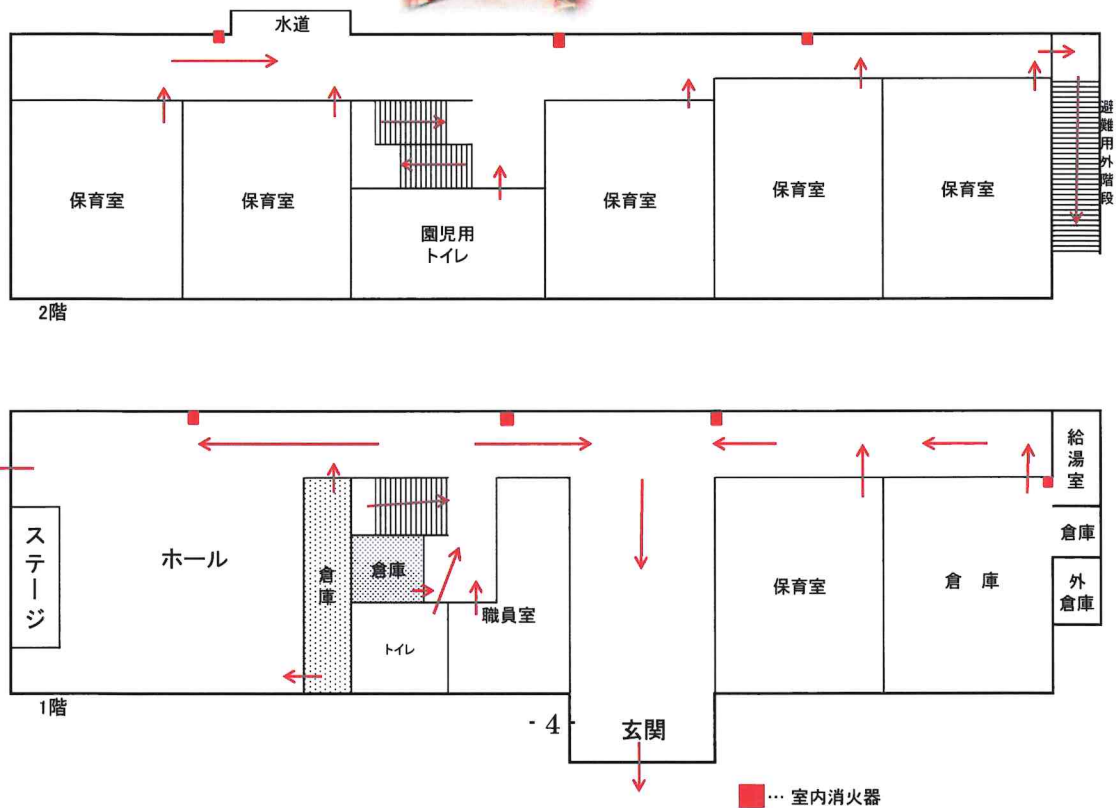 水道
保育室
保育室
園児用
トイレ
保育室
保育室
保育室
避難用外階段
2階
ステージ
ホール
倉庫
倉庫
トイレ
職員室
保育室
倉　庫
給湯室
倉庫
外
倉庫
1階
- 4 -
玄関
… 室内消火器